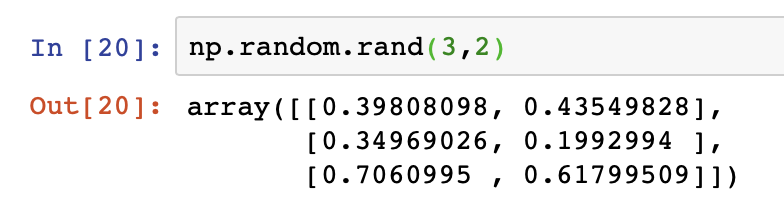 In [20]: np.random.rand(3,2)
Out[20]: array([[0.39808098, 0.43549828],
[0.34969026, 0.1992994 ],
[0.7060995 , 0.61799509]])